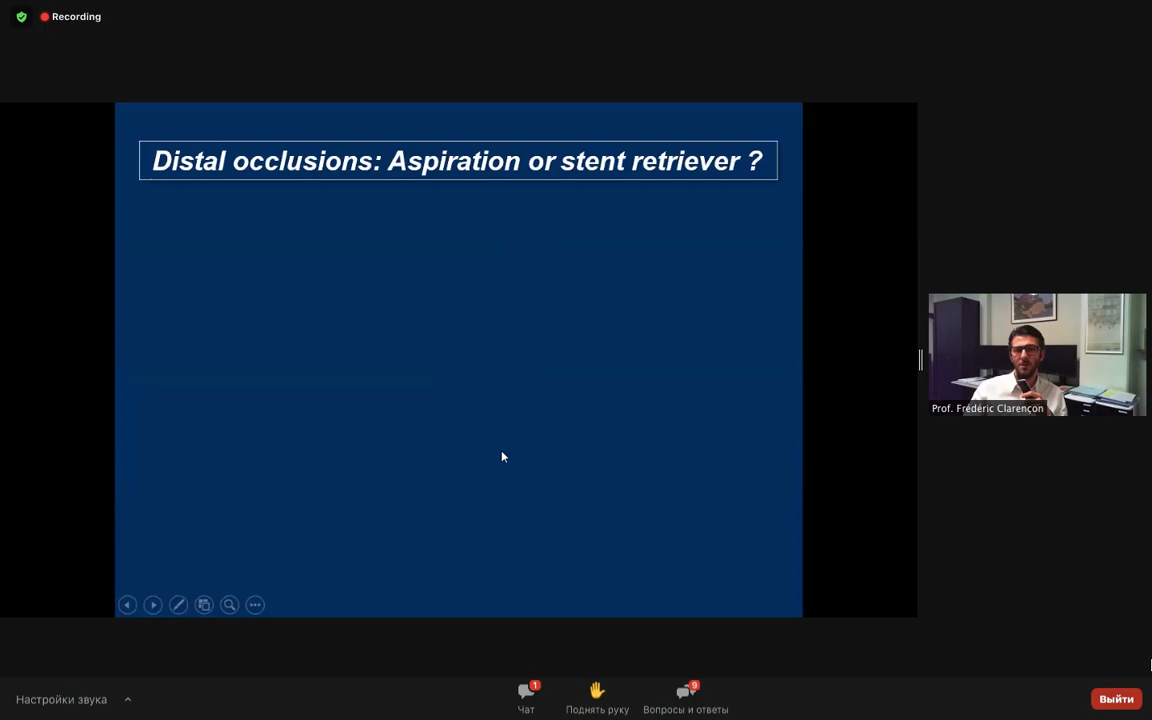 Recording
Distal occlusions: Aspiration or stent retriever ?
Prof. Frédéric Clarençon
Настройки звука
1
Чат
Поднять руку
9
Вопросы и ответы
Выйти